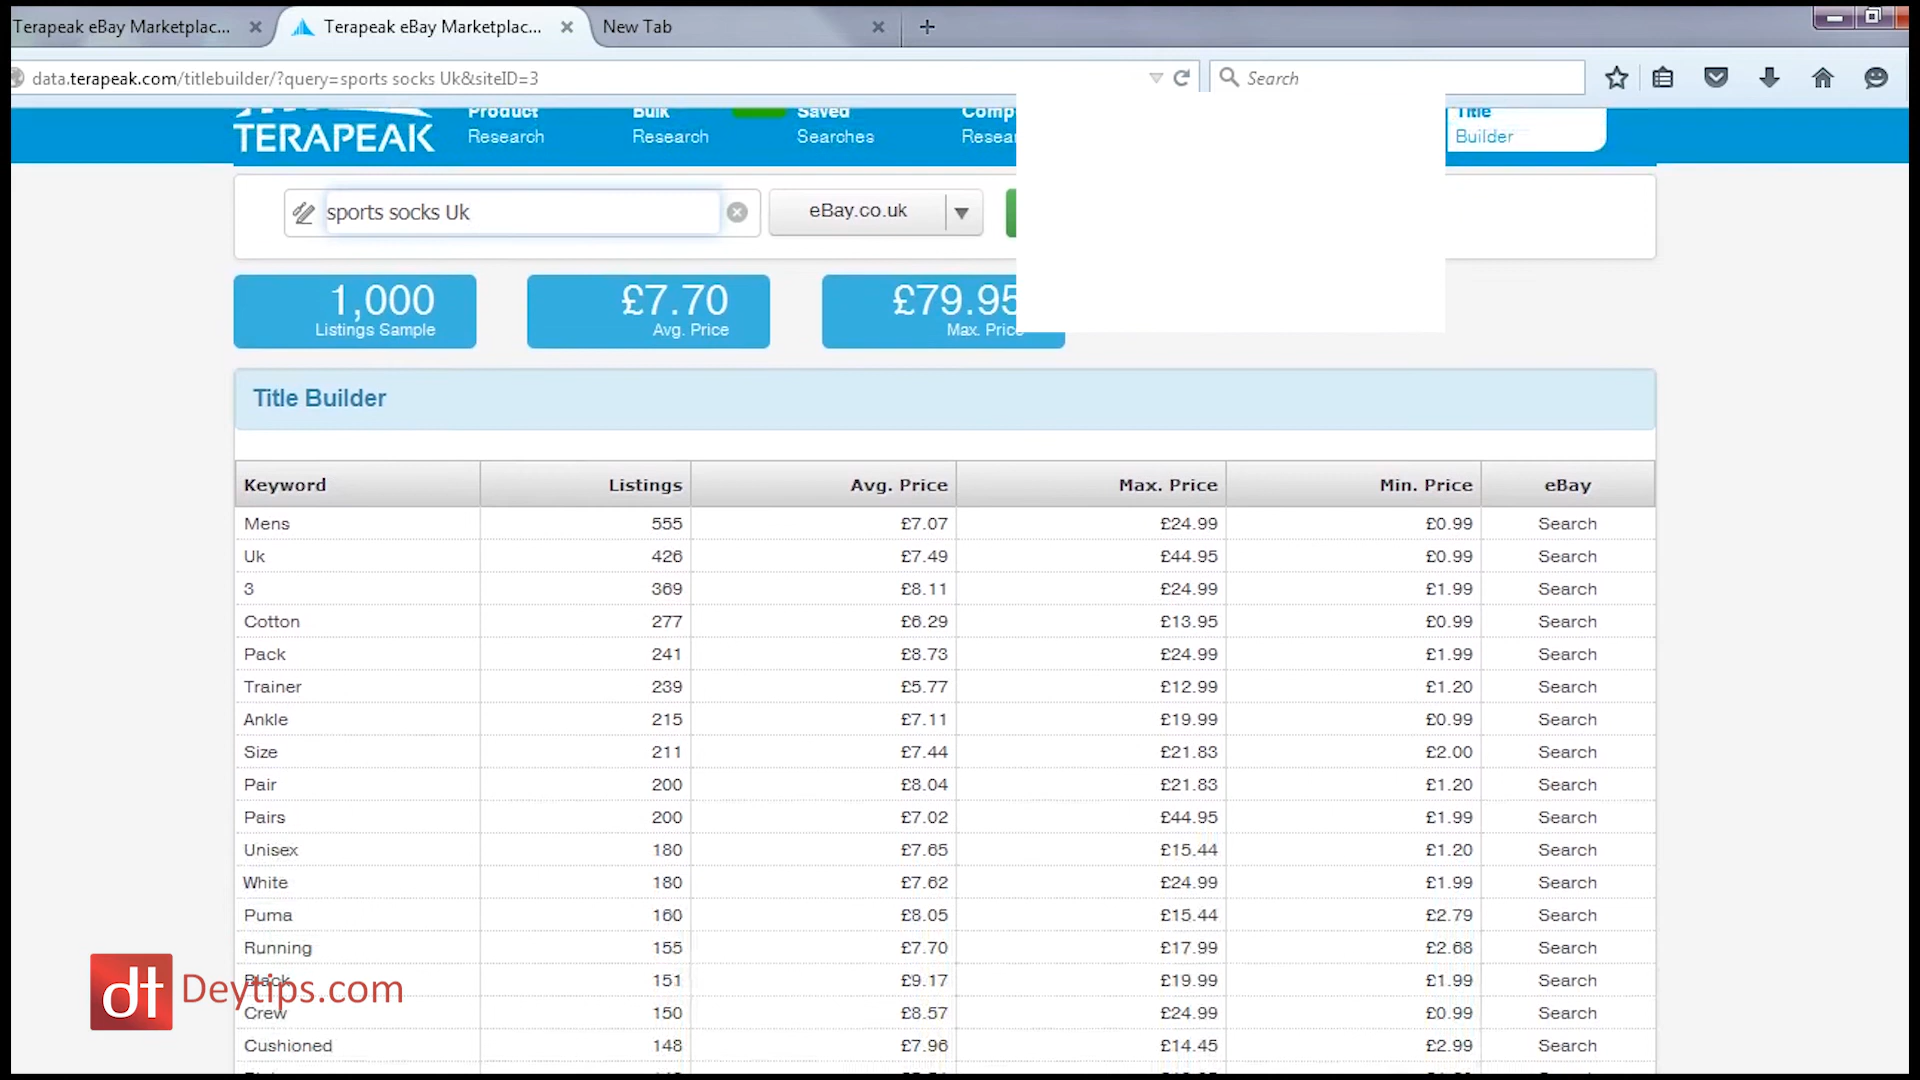 Terapeak eBay Marketplac... Terapeak eBay Marketplac... New Tab
data.terapeak.com/titlebuilder/?query=sports socks Uk&siteID=3 Search
TERAPEAK Product Research Bulk Research Saved Searches Comp Resea Title Builder
sports socks Uk eBay.co.uk
1,000 £7.70 £79.95
Listings Sample Avg. Price Max. Price
Title Builder
Keyword Listings Avg. Price Max. Price Min. Price eBay
Mens 555 £7.07 £24.99 £0.99 Search
Uk 426 £7.49 £44.95 £0.99 Search
3 369 £8.11 £24.99 £1.99 Search
Cotton 277 £6.29 £13.95 £0.99 Search
Pack 241 £8.73 £24.99 £1.99 Search
Trainer 239 £5.77 £12.99 £1.20 Search
Ankle 215 £7.11 £19.99 £0.99 Search
Size 211 £7.44 £21.83 £2.00 Search
Pair 200 £8.04 £21.83 £1.20 Search
Pairs 200 £7.02 £44.95 £1.99 Search
Unisex 180 £7.65 £15.44 £1.20 Search
White 180 £7.62 £24.99 £1.99 Search
Puma 160 £8.05 £15.44 £2.79 Search
Running 155 £7.70 £17.99 £2.68 Search
Black 151 £9.17 £19.99 £1.99 Search
Crew 150 £8.57 £24.99 £0.99 Search
Cushioned 148 £7.96 £14.45 £2.99 Search
dt Deytips.com